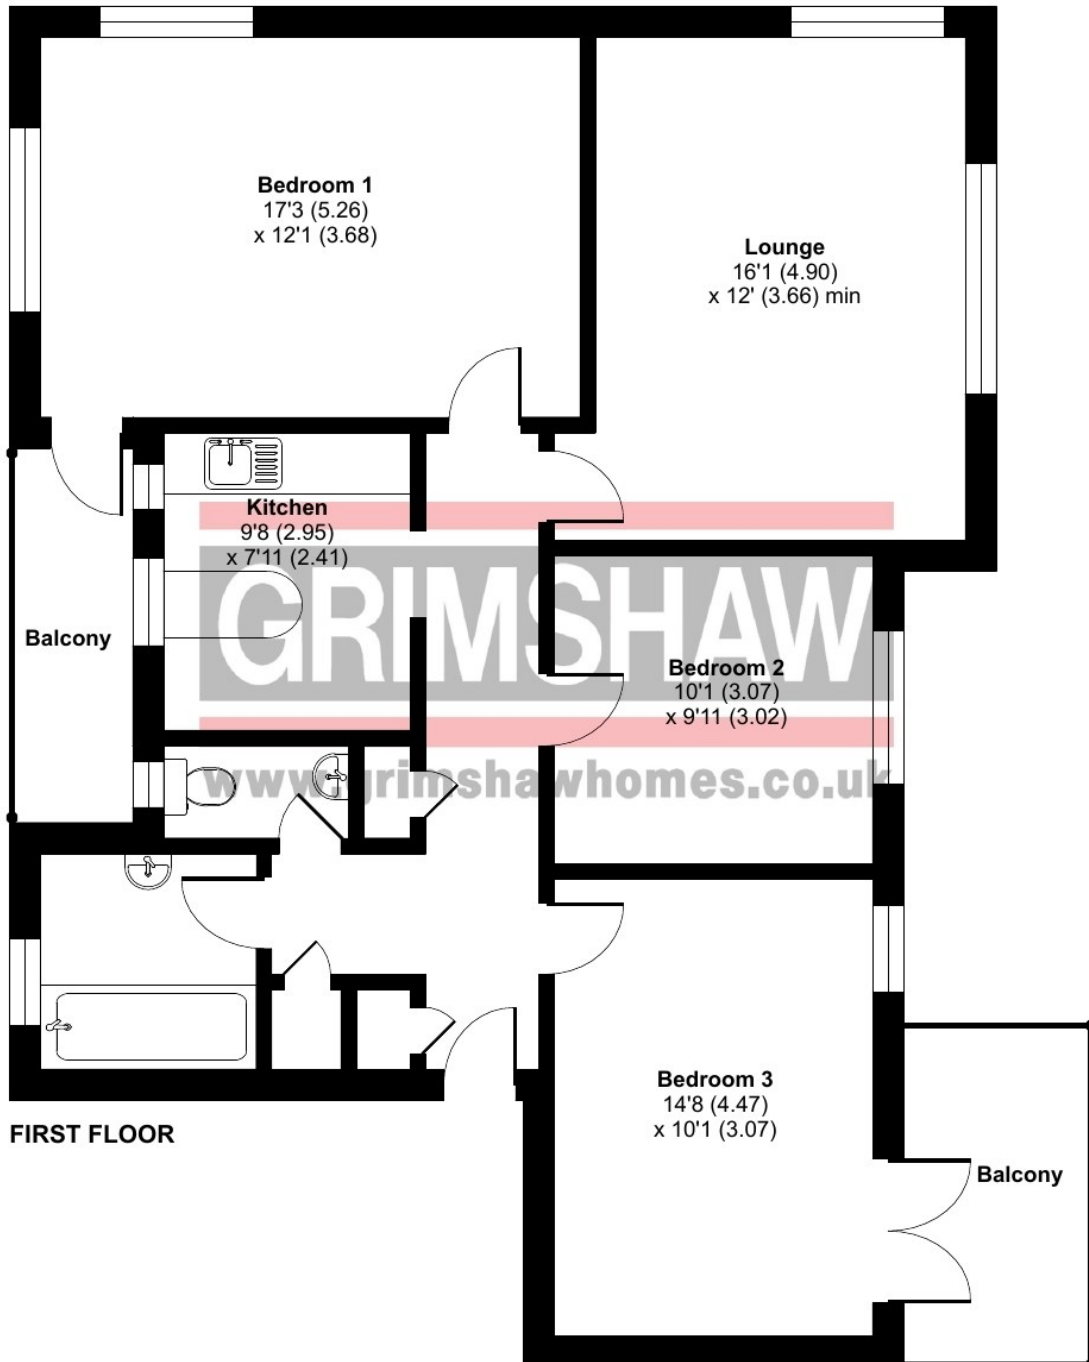 Bedroom 1
17'3 (5.26)
x 12'1 (3.68)
Lounge
16'1 (4.90)
x 12' (3.66) min
Kitchen
9'8 (2.95)
x 7'11 (2.41)
GRIMSHAW
www.grimshawhomes.co.uk
Balcony
Bedroom 2
10'1 (3.07)
x 9'11 (3.02)
Bedroom 3
14'8 (4.47)
x 10'1 (3.07)
Balcony
FIRST FLOOR